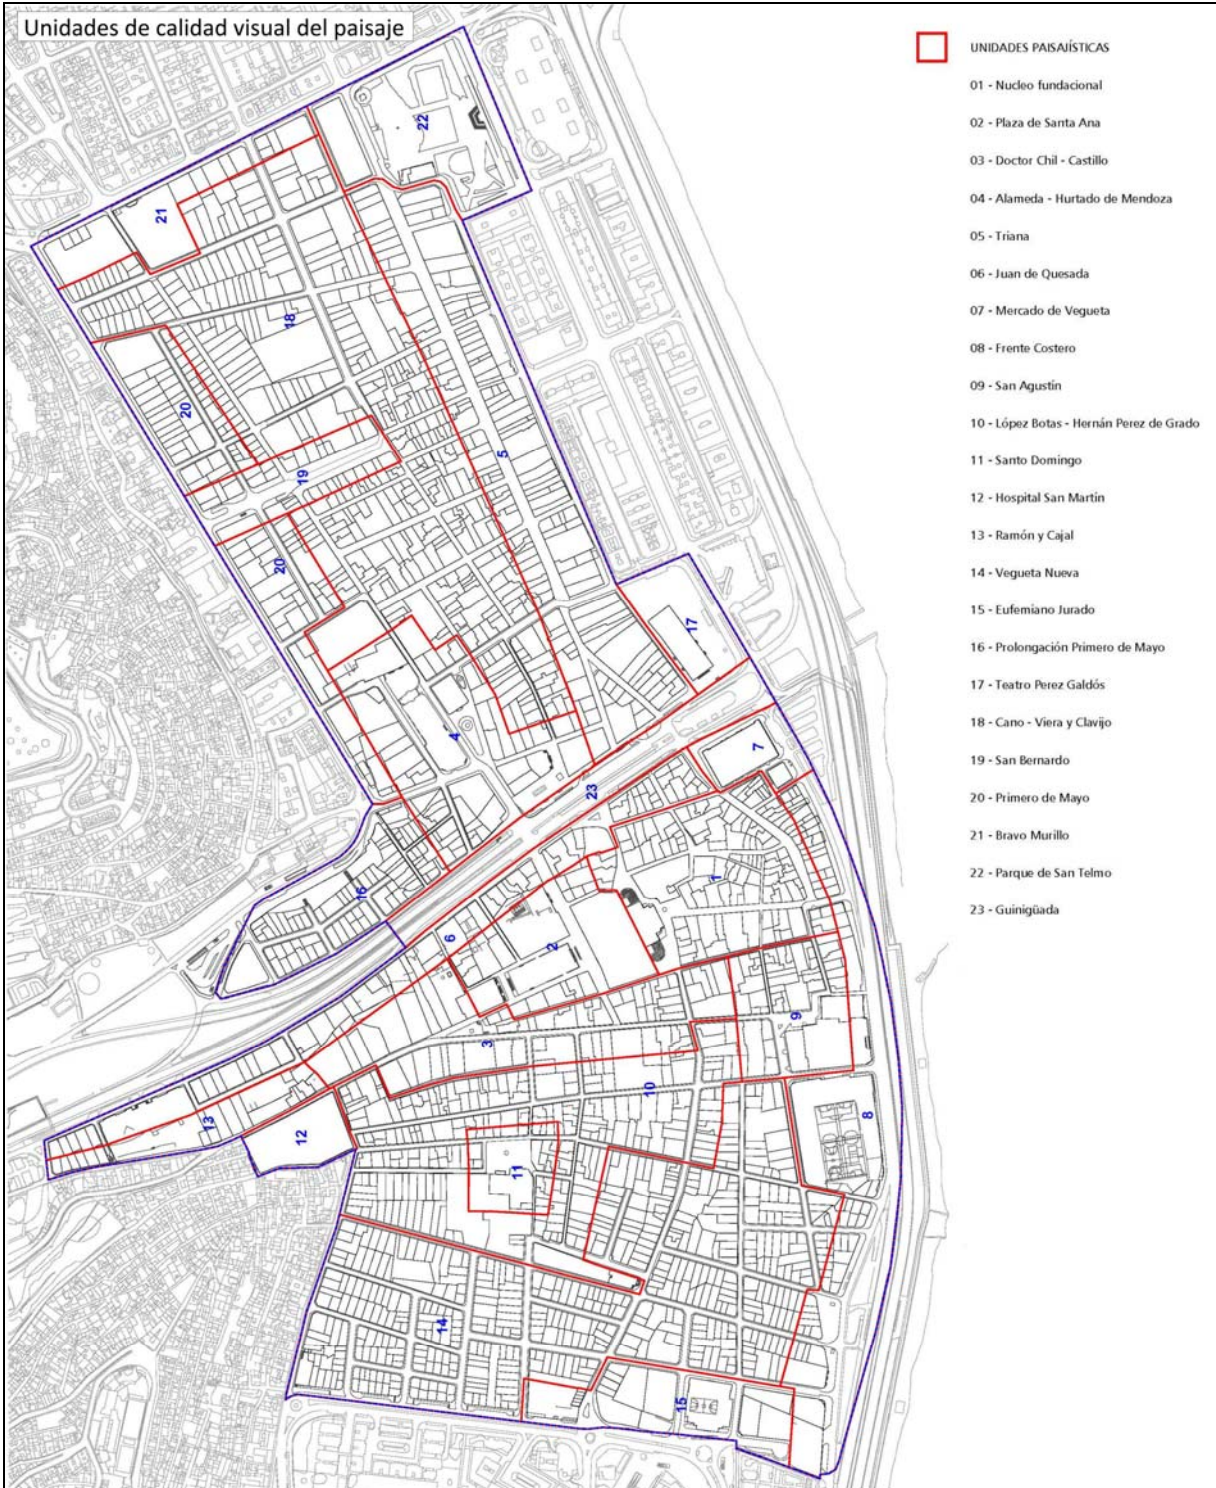 Unidades de calidad visual del paisaje
UNIDADES PAISAJÍSTICAS
01 - Nucleo fundacional
02 - Plaza de Santa Ana
03 - Doctor Chil - Castillo
04 - Alameda - Hurtado de Mendoza
05 - Triana
06 - Juan de Quesada
07 - Mercado de Vegueta
08 - Frente Costero
09 - San Agustín
10 - López Botas - Hernán Perez de Grado
11 - Santo Domingo
12 - Hospital San Martín
13 - Ramón y Cajal
14 - Vegueta Nueva
15 - Eufemiano Jurado
16 - Prolongación Primero de Mayo
17 - Teatro Perez Galdós
18 - Cano - Viera y Clavijo
19 - San Bernardo
20 - Primero de Mayo
21 - Bravo Murillo
22 - Parque de San Telmo
23 - Guinigüada
22
21
18
20
5
19
20
17
4
7
23
16
1
6
2
9
3
10
8
13
12
11
14
15